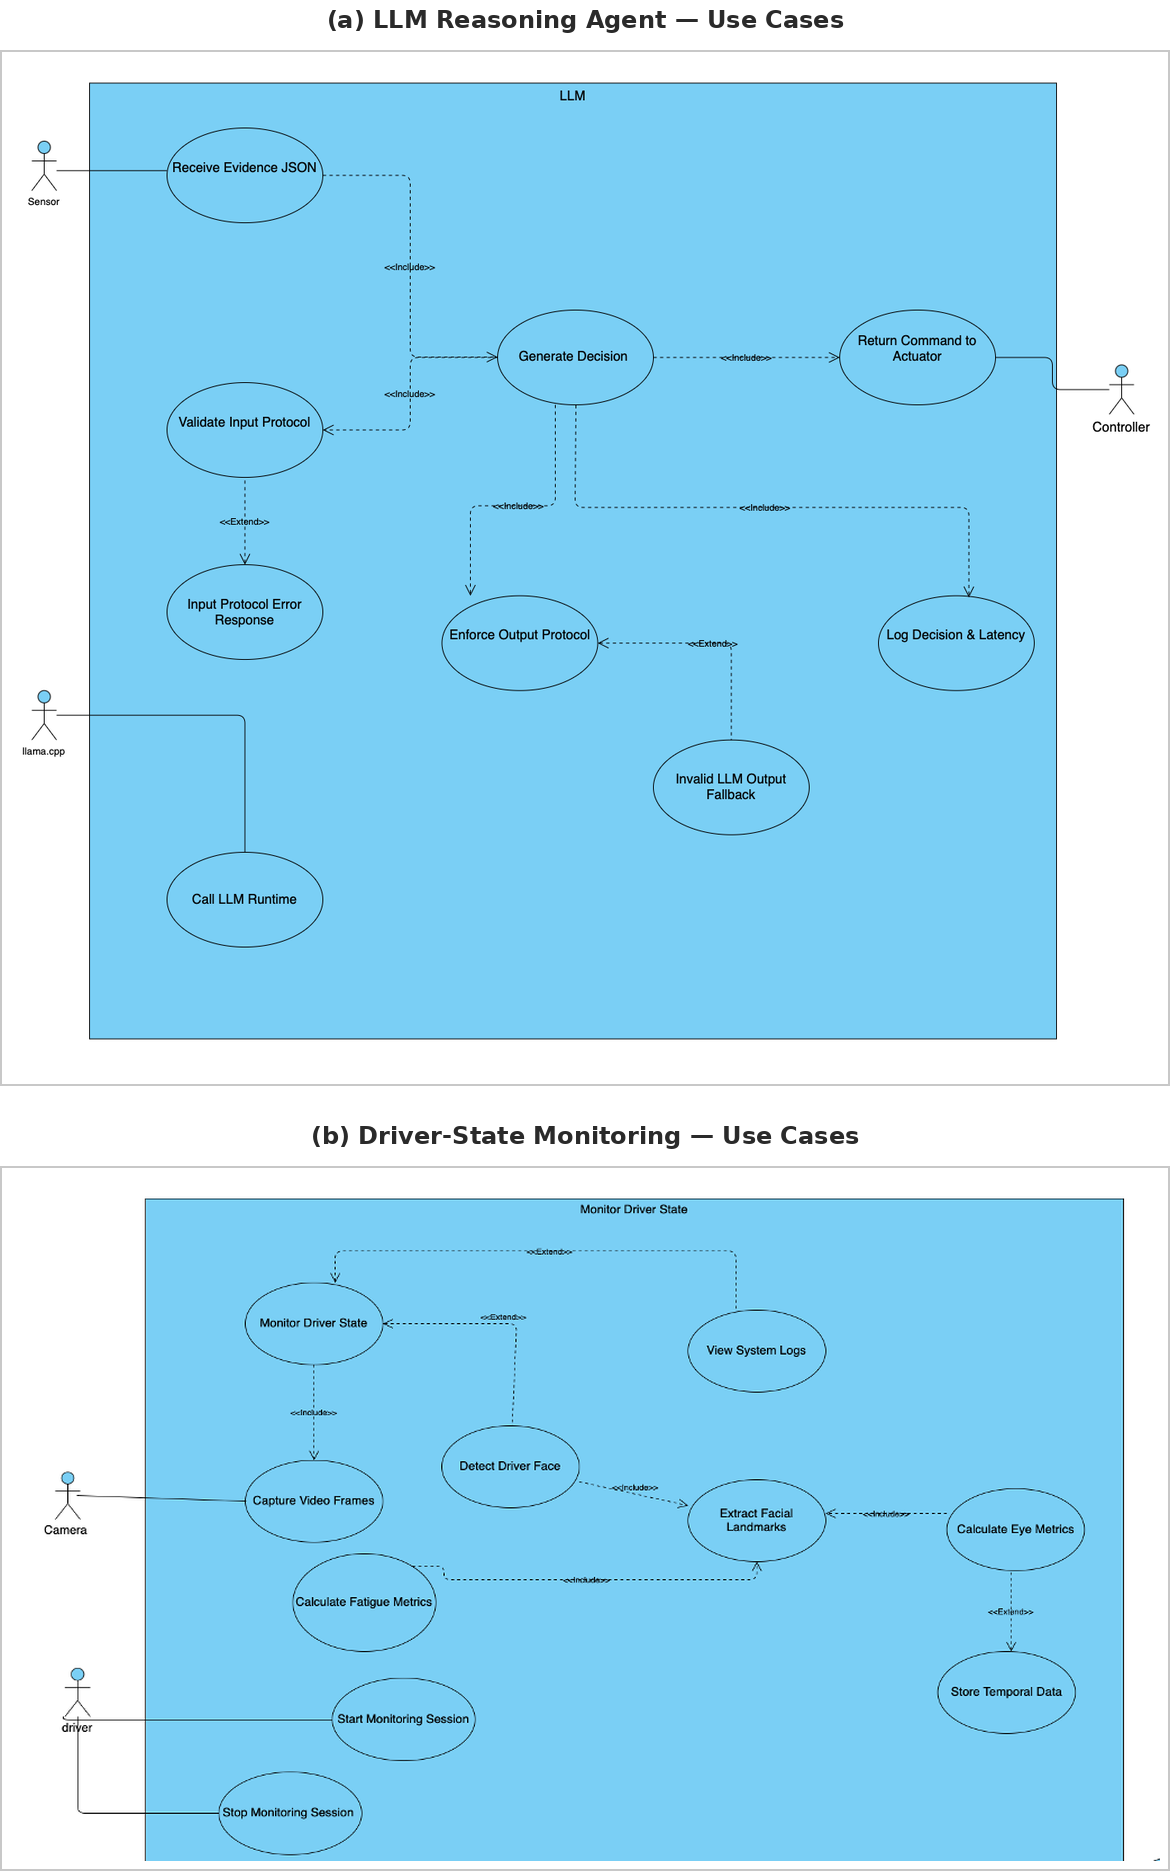 (a) LLM Reasoning Agent — Use Cases
LLM
Receive Evidence JSON
Sensor
<<Include>>
Generate Decision
<<Include>>
Return Command to
Actuator
Controller
<<Include>>
Validate Input Protocol
<<Include>>
<<Include>>
<<Extend>>
Input Protocol Error
Response
Enforce Output Protocol
<<Extend>>
Log Decision & Latency
llama.cpp
Invalid LLM Output
Fallback
Call LLM Runtime
(b) Driver-State Monitoring — Use Cases
Monitor Driver State
<<Extend>>
Monitor Driver State
<<Extend>>
View System Logs
<<Include>>
Detect Driver Face
<<Include>>
Camera
Capture Video Frames
Extract Facial
Landmarks
<<Include>>
Calculate Eye Metrics
<<Include>>
Calculate Fatigue Metrics
<<Extend>>
Store Temporal Data
driver
Start Monitoring Session
Stop Monitoring Session